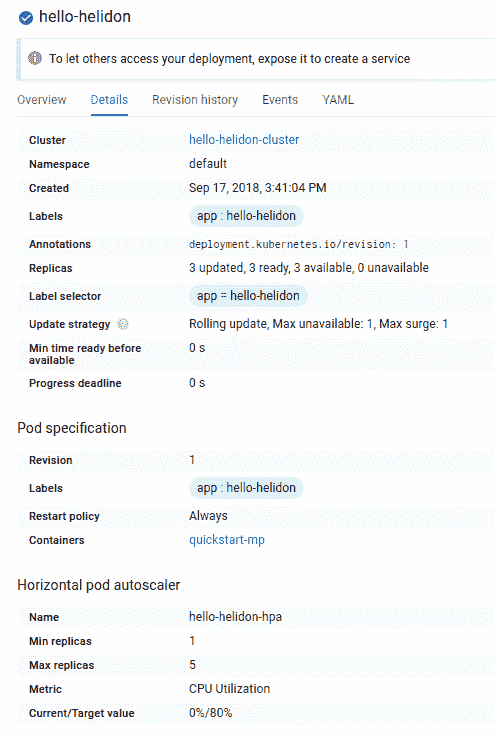 hello-helidon
To let others access your deployment, expose it to create a service
Overview Details Revision history Events YAML
Cluster hello-helidon-cluster
Namespace default
Created Sep 17, 2018, 3:41:04 PM
Labels app : hello-helidon
Annotations deployment.kubernetes.io/revision: 1
Replicas 3 updated, 3 ready, 3 available, 0 unavailable
Label selector app = hello-helidon
Update strategy Rolling update, Max unavailable: 1, Max surge: 1
Min time ready before 0 s
available
Progress deadline 0 s
Pod specification
Revision 1
Labels app : hello-helidon
Restart policy Always
Containers quickstart-mp
Horizontal pod autoscaler
Name hello-helidon-hpa
Min replicas 1
Max replicas 5
Metric CPU Utilization
Current/Target value 0%/80%